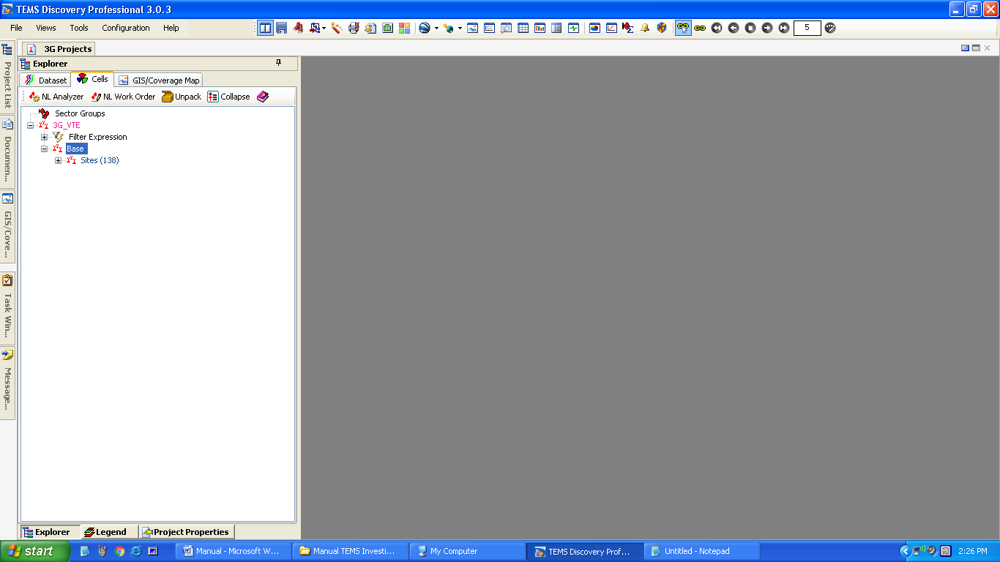 TEMS Discovery Professional 3.0.3
File Views Tools Configuration Help 5
3G Projects
Explorer
Dataset Cells GIS/Coverage Map
NL Analyzer NL Work Order Unpack Collapse
Sector Groups
3G_VTE
Filter Expression
Base
Sites (138)
Project List
Documen...
GIS/Cove...
Task Win...
Message...
Explorer Legend Project Properties
start Manual - Microsoft W... Manual TEMS Investi... My Computer TEMS Discovery Prof... Untitled - Notepad 2:26 PM